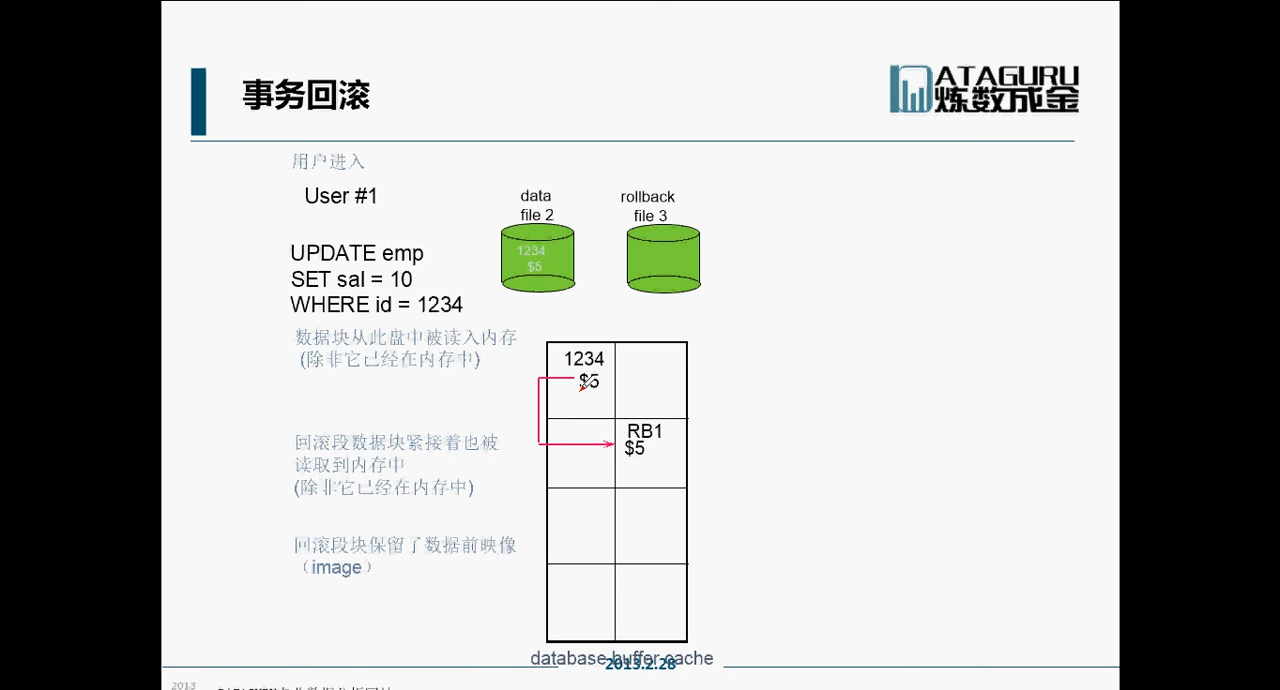 事务回滚
ATAGURU
炼数成金
用户进入
User #1
data
file 2
rollback
file 3
1234
$5
UPDATE emp
SET sal = 10
WHERE id = 1234
数据块从此盘中被读入内存
(除非它已经在内存中)
1234
$5
RB1
$5
回滚段数据块紧接着也被
读取到内存中
(除非它已经在内存中)
回滚段块保留了数据前映像
（image）
database buffer cache
2013.2.28
2013